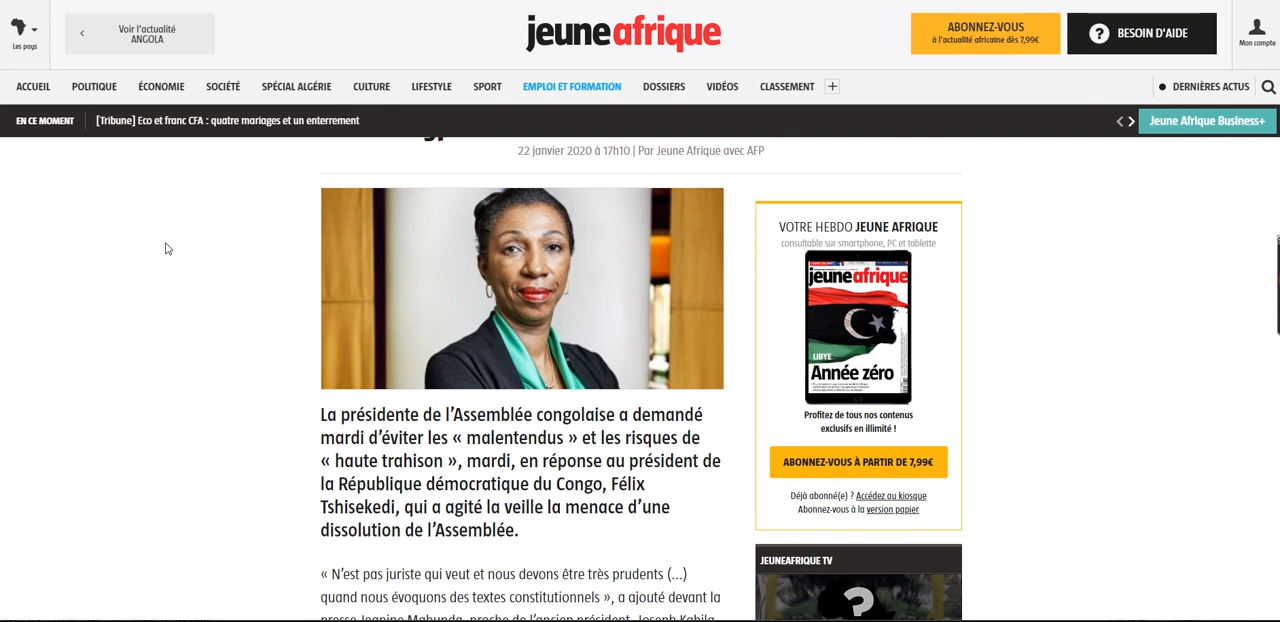 Les pays
Voir l'actualité
ANGOLA
jeuneafrique
ABONNEZ-VOUS
à l'actualité africaine dès 7,99€
? BESOIN D'AIDE
Mon compte
ACCUEIL POLITIQUE ÉCONOMIE SOCIÉTÉ SPÉCIAL ALGÉRIE CULTURE LIFESTYLE SPORT EMPLOI ET FORMATION DOSSIERS VIDÉOS CLASSEMENT + DERNIÈRES ACTUS
EN CE MOMENT [Tribune] Eco et franc CFA : quatre mariages et un enterrement
Jeune Afrique Business+
22 janvier 2020 à 17h10 | Par Jeune Afrique avec AFP
La présidente de l'Assemblée congolaise a demandé
mardi d'éviter les « malentendus » et les risques de
« haute trahison », mardi, en réponse au président de
la République démocratique du Congo, Félix
Tshisekedi, qui a agité la veille la menace d'une
dissolution de l'Assemblée.
« N'est pas juriste qui veut et nous devons être très prudents (...)
quand nous évoquons des textes constitutionnels », a ajouté devant la
presse Jeanine Mabunda, proche de l'ancien président, Joseph Kabila
VOTRE HEBDO JEUNE AFRIQUE
consultable sur smartphone, PC et tablette
jeuneafrique
LIBYE
Année zéro
Profitez de tous nos contenus
exclusifs en illimité !
ABONNEZ-VOUS À PARTIR DE 7,99€
Déjà abonné(e) ? Accédez au kiosque
Abonnez-vous à la version papier
JEUNEAFRIQUE TV
?